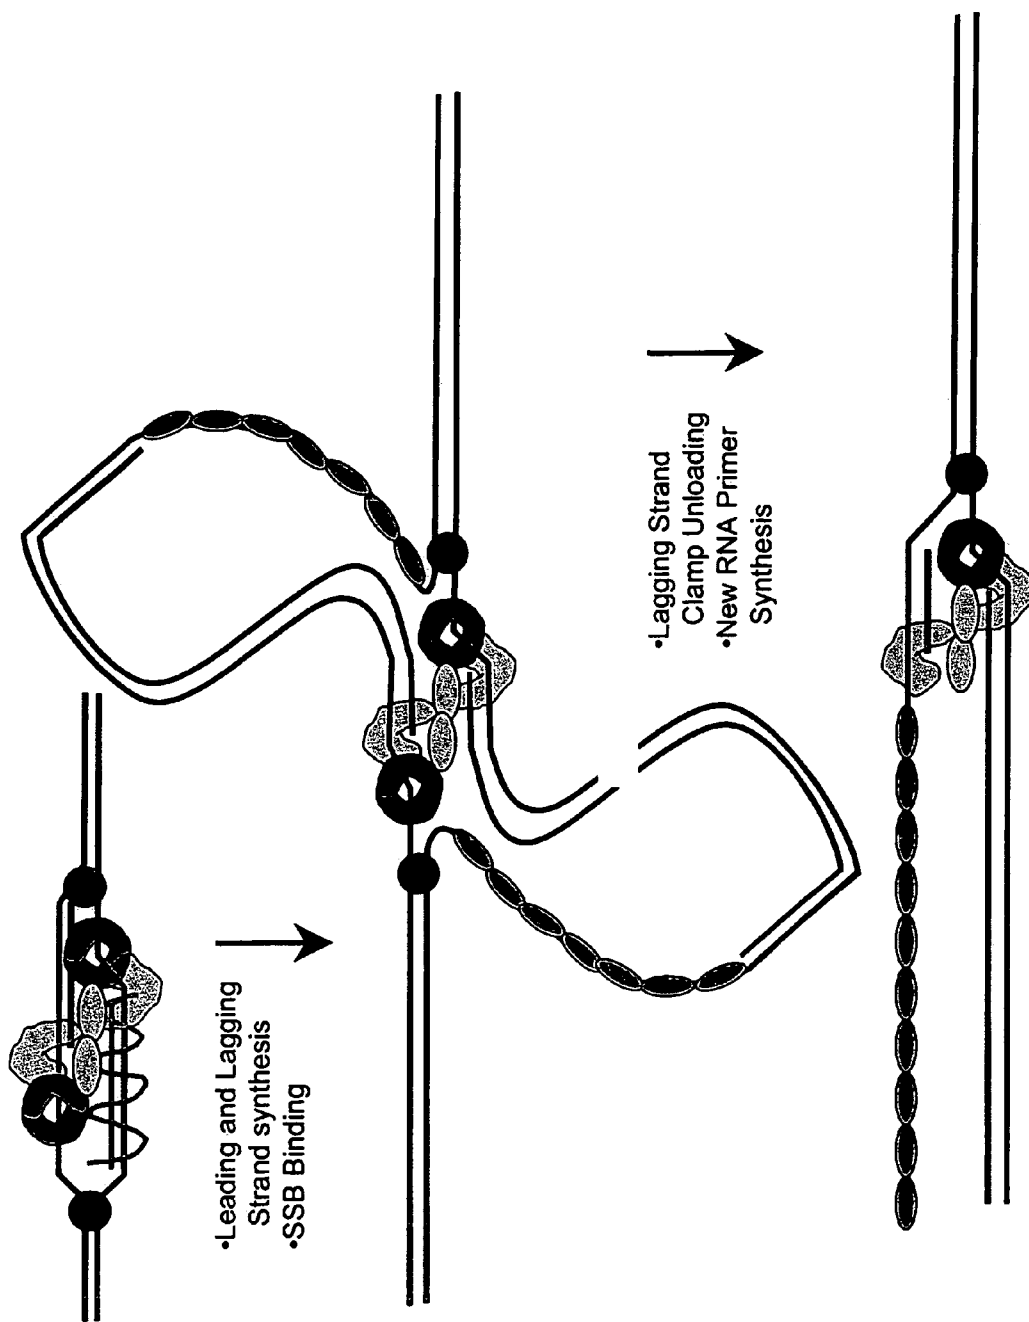 •Leading and Lagging
Strand synthesis
•SSB Binding
•Lagging Strand
Clamp Unloading
•New RNA Primer
Synthesis